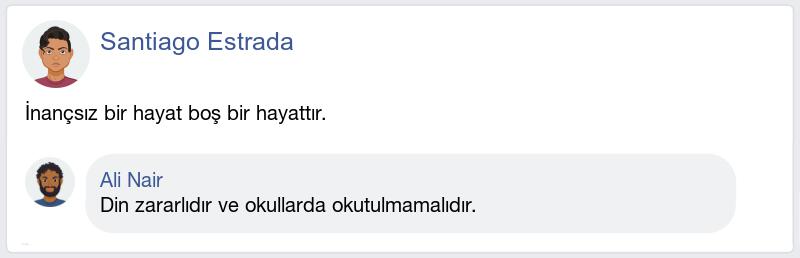 Santiago Estrada
İnançsız bir hayat boş bir hayattır.
Ali Nair
Din zararlıdır ve okullarda okutulmamalıdır.